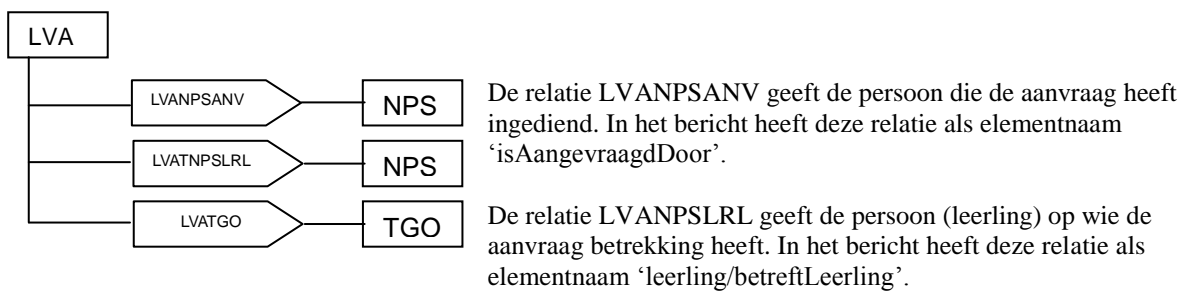 LVA
LVANPSANV
NPS
LVATNPSLRL
NPS
LVATGO
TGO
De relatie LVANPSANV geeft de persoon die de aanvraag heeft
ingediend. In het bericht heeft deze relatie als elementnaam
‘isAangevraagdDoor’.
De relatie LVANPSLRL geeft de persoon (leerling) op wie de
aanvraag betrekking heeft. In het bericht heeft deze relatie als
elementnaam ‘leerling/betreftLeerling’.